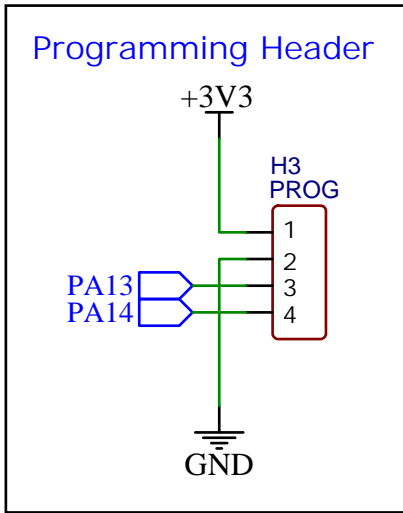 Programming Header
+3V3
H3
PROG
1
2
PA13 3
PA14 4
GND